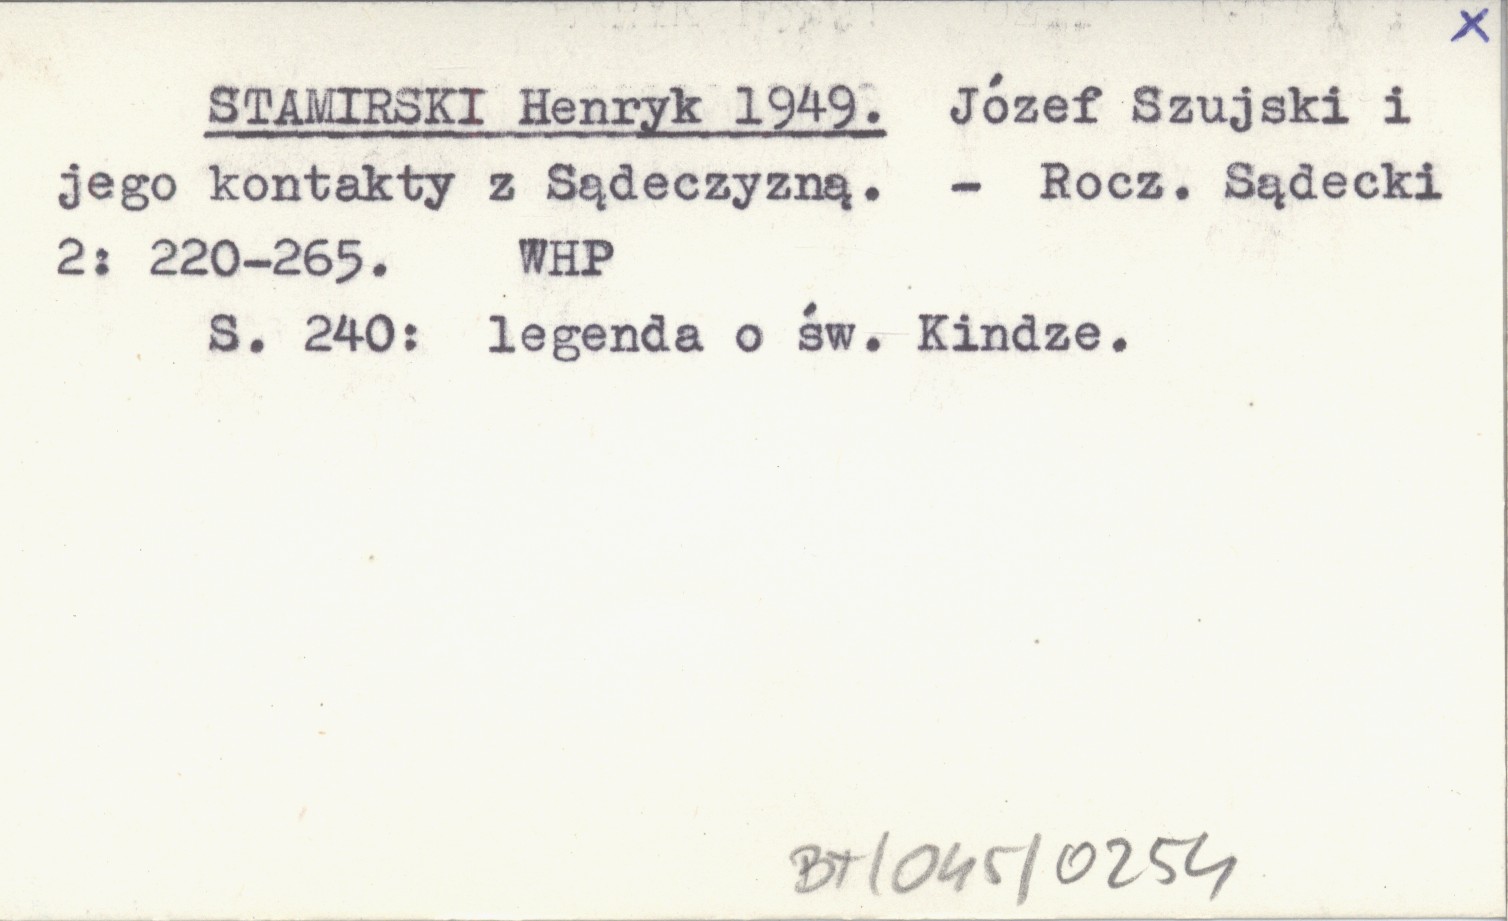 X
STAMIRSKI Henryk 1949. Józef Szujski i
jego kontakty z Sądeczyzną. - Rocz. Sądecki
2: 220-265. WHP
S. 240: legenda o św. Kindze.
BT/045/0254